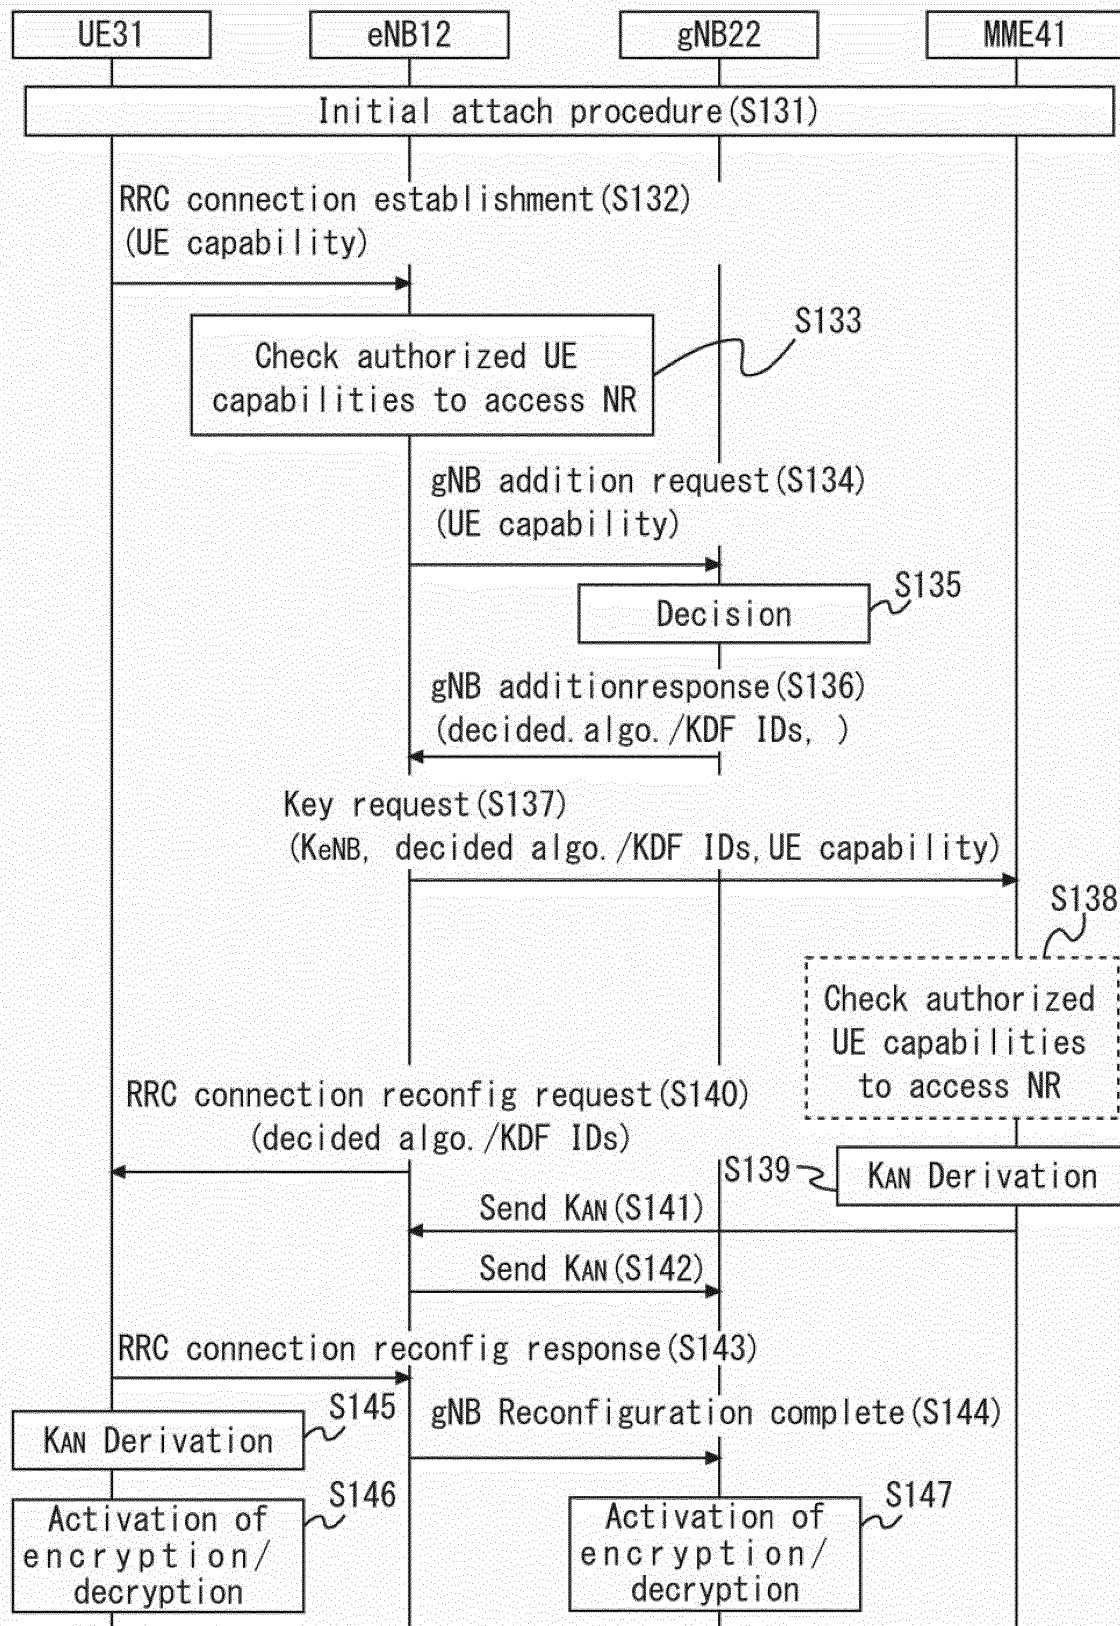 UE31
eNB12
gNB22
MME41
Initial attach procedure(S131)
RRC connection establishment(S132)
(UE capability)
S133
Check authorized UE
capabilities to access NR
gNB addition request(S134)
(UE capability)
S135
Decision
gNB additionresponse(S136)
(decided.algo./KDF IDs, )
Key request(S137)
(KeNB, decided algo./KDF IDs,UE capability)
S138
Check authorized
UE capabilities
to access NR
RRC connection reconfig request(S140)
(decided algo./KDF IDs)
S139
KAN Derivation
Send KAN(S141)
Send KAN(S142)
RRC connection reconfig response(S143)
S145
KAN Derivation
gNB Reconfiguration complete(S144)
S146
Activation of
encryption/
decryption
S147
Activation of
encryption/
decryption